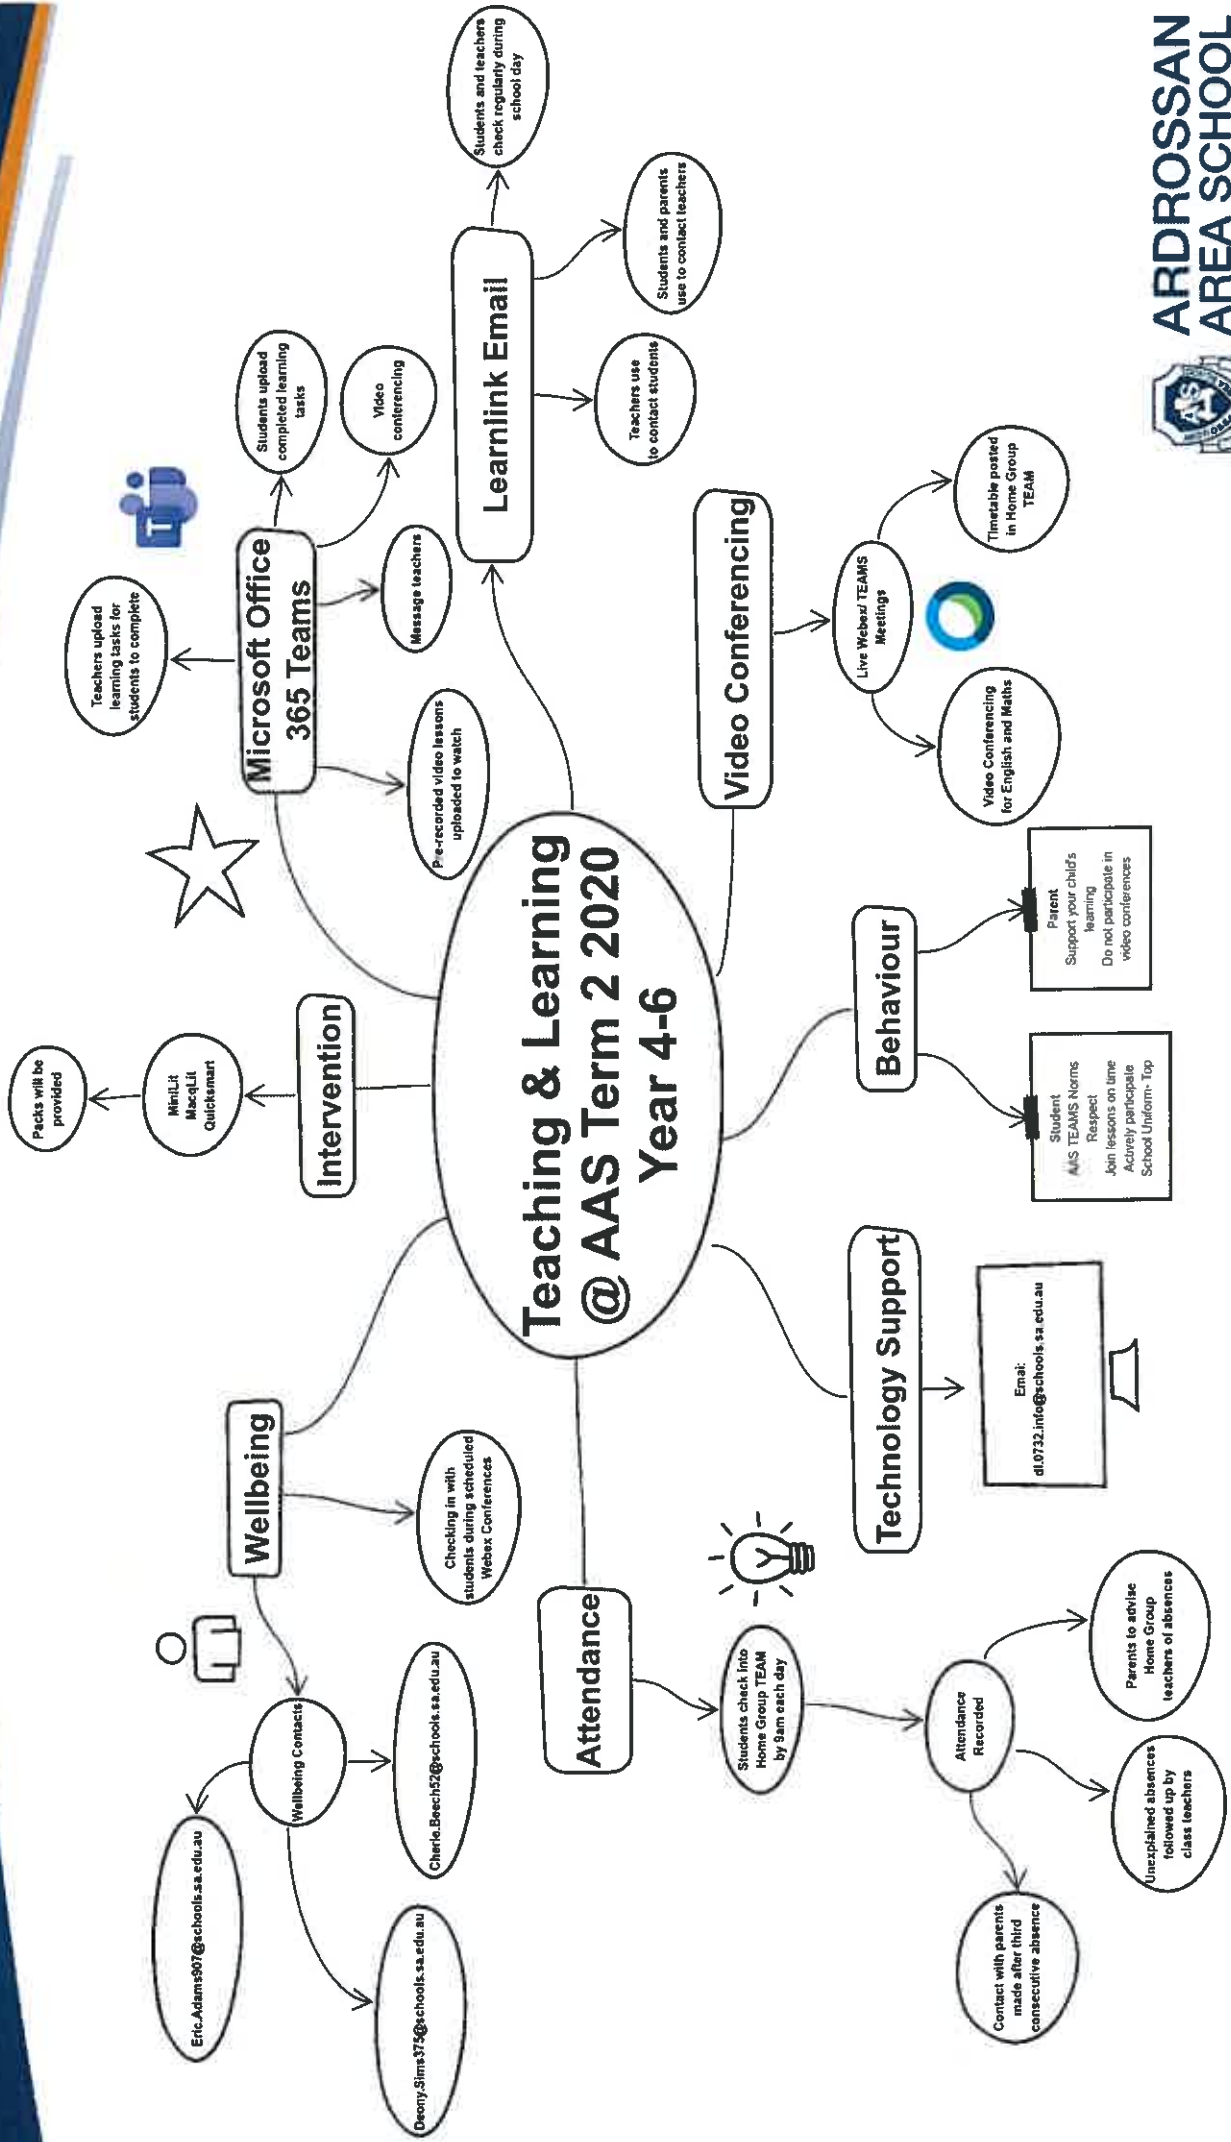 Teaching & Learning
@ AAS Term 2 2020
Year 4-6
Wellbeing
Wellbeing Contacts
Eric.Adams907@schools.sa.edu.au
Deony.Sims375@schools.sa.edu.au
Cherie.Beech52@schools.sa.edu.au
Checking in with
students during scheduled
Webex Conferences
Intervention
MiniLit
MacqLit
Quicksmart
Packs will be
provided
Microsoft Office
365 Teams
Teachers upload
learning tasks for
students to complete
Students upload
completed learning
tasks
Video
conferencing
Message teachers
Pre-recorded video lessons
uploaded to watch
T
Learnlink Email
Students and teachers
check regularly during
school day
Students and parents
use to contact teachers
Teachers use
to contact students
Attendance
Students check into
Home Group TEAM
by 9am each day
Attendance
Recorded
Contact with parents
made after third
consecutive absence
Unexplained absences
followed up by
class teachers
Parents to advise
Home Group
teachers of absences
Technology Support
Emai:
dl.0732.info@schools.sa.edu.au
Behaviour
Student
AAS TEAMS Norms
Respect
Join lessons on time
Actively participate
School Uniform- Top
Parent
Support your child's
learning
Do not participate in
video conferences
Video Conferencing
Live Webex/ TEAMS
Meetings
Video Conferencing
for English and Maths
Timetable posted
in Home Group
TEAM
AAS
ARDROSSAN
AREA SCHOOL